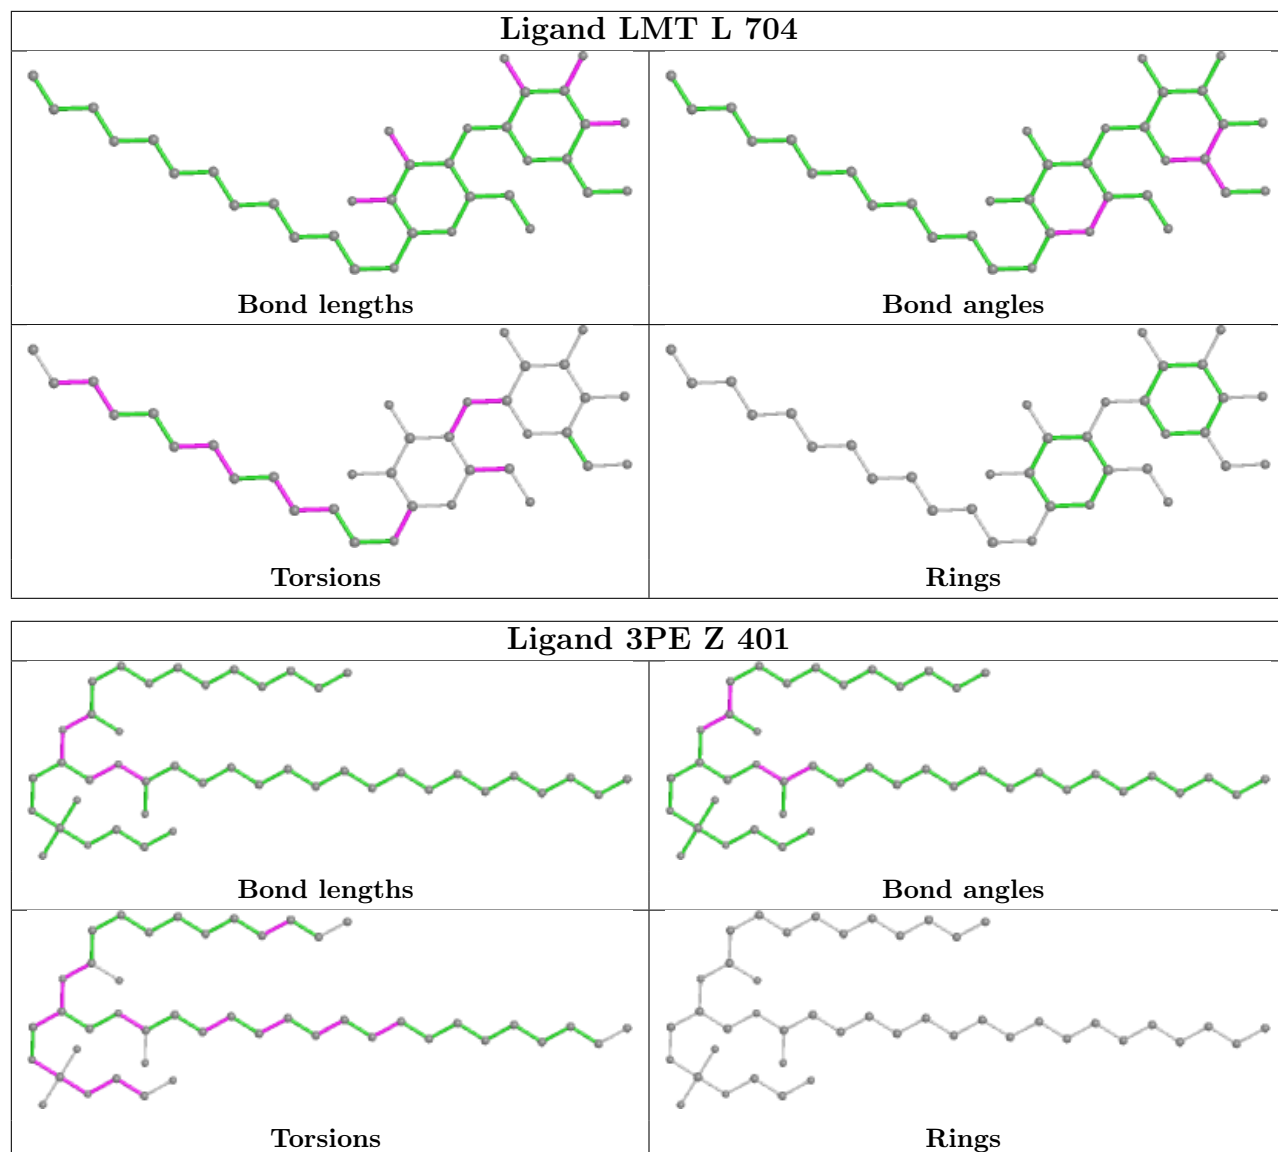 Ligand LMT L 704
Bond lengths
Bond angles
Torsions
Rings
Ligand 3PE Z 401
Bond lengths
Bond angles
Torsions
Rings